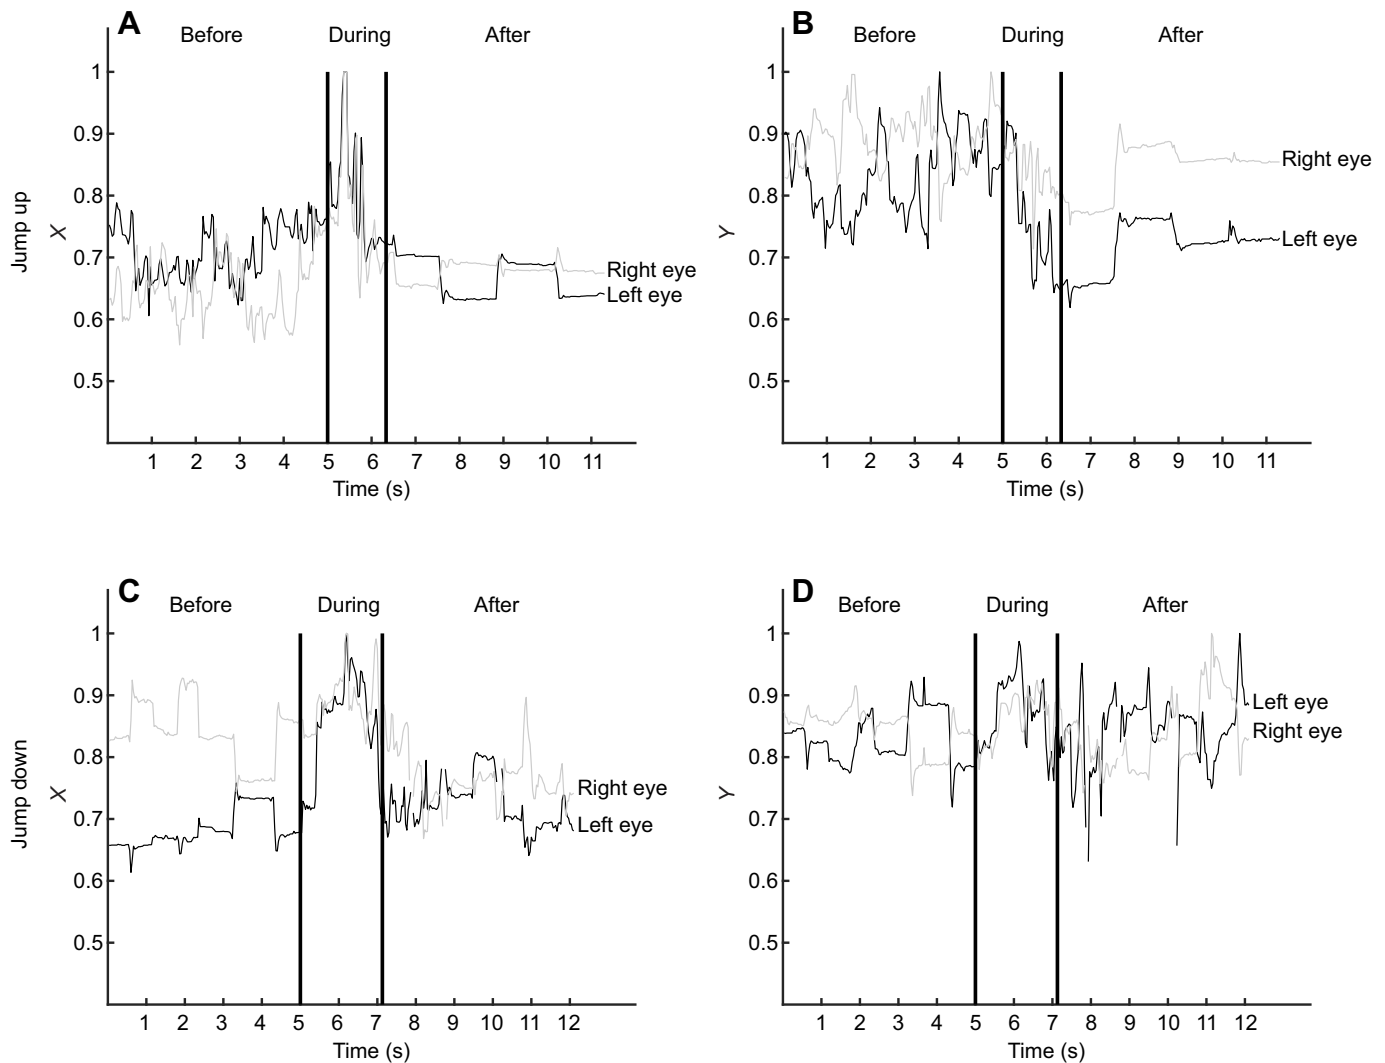 A
Before During After
1
0.9
0.8
0.7
0.6
0.5
Jump up
X
Right eye
Left eye
1 2 3 4 5 6 7 8 9 10 11
Time (s)
B
Before During After
1
0.9
0.8
0.7
0.6
0.5
Y
Right eye
Left eye
1 2 3 4 5 6 7 8 9 10 11
Time (s)
C
Before During After
1
0.9
0.8
0.7
0.6
0.5
Jump down
X
Right eye
Left eye
1 2 3 4 5 6 7 8 9 10 11 12
Time (s)
D
Before During After
1
0.9
0.8
0.7
0.6
0.5
Y
Left eye
Right eye
1 2 3 4 5 6 7 8 9 10 11 12
Time (s)